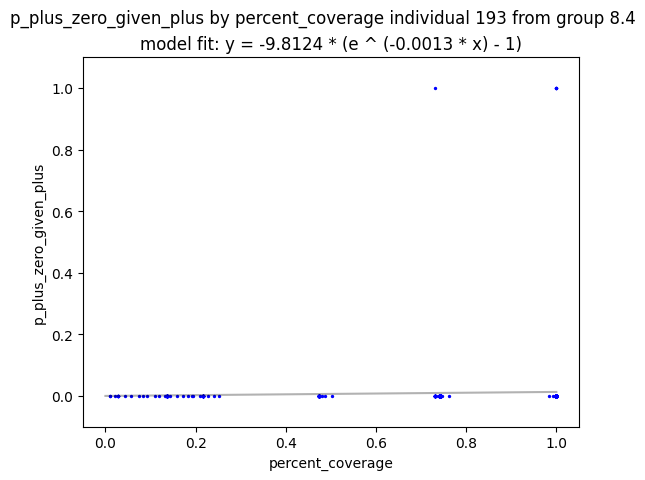 p_plus_zero_given_plus by percent_coverage individual 193 from group 8.4
model fit: y = -9.8124 * (e ^ (-0.0013 * x) - 1)
1.0
0.8
0.6
0.4
0.2
0.0
p_plus_zero_given_plus
0.0 0.2 0.4 0.6 0.8 1.0
percent_coverage